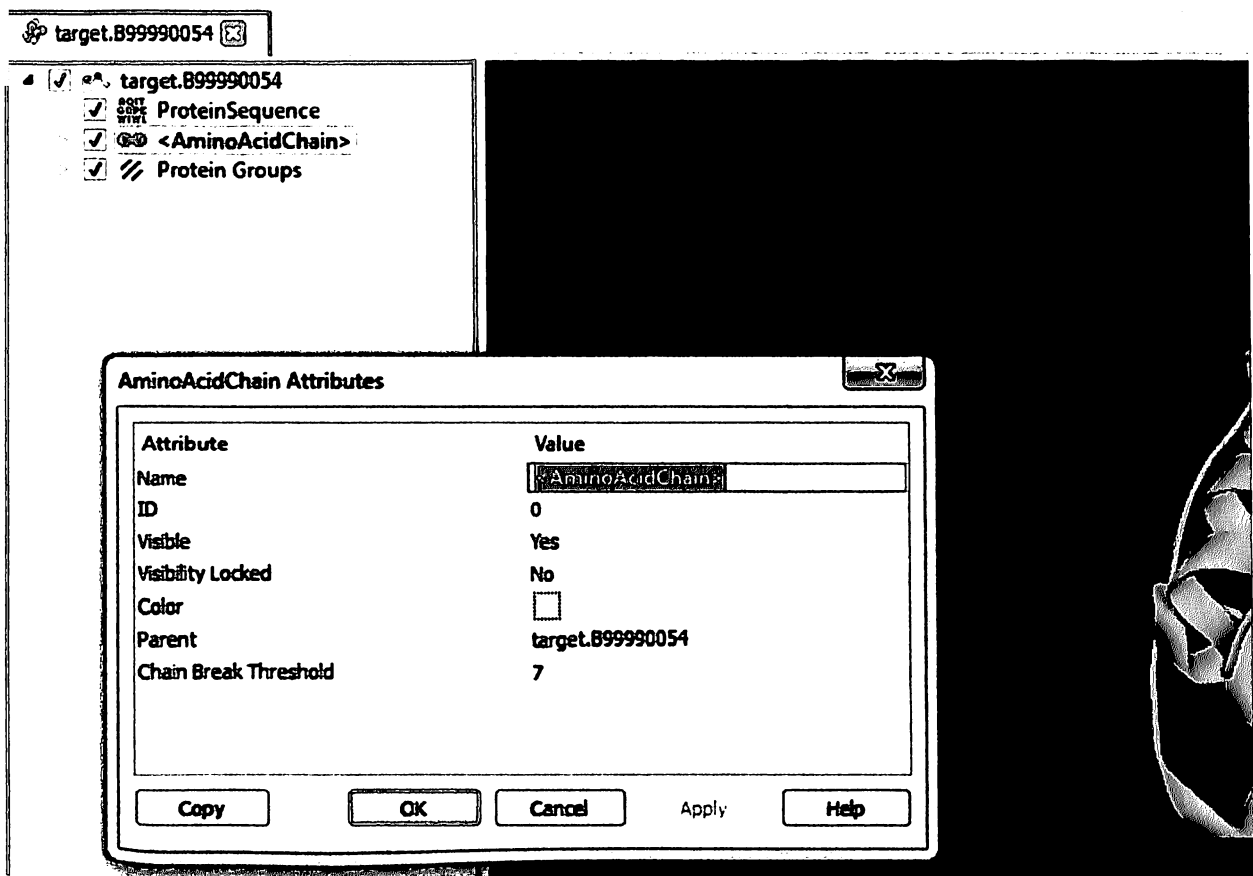 target.B99990054
target.B99990054
ProteinSequence
<AminoAcidChain>
Protein Groups
AminoAcidChain Attributes
Attribute Value
Name <AminoAcidChain>
ID 0
Visible Yes
Visibility Locked No
Color
Parent target.B99990054
Chain Break Threshold 7
Copy OK Cancel Apply Help